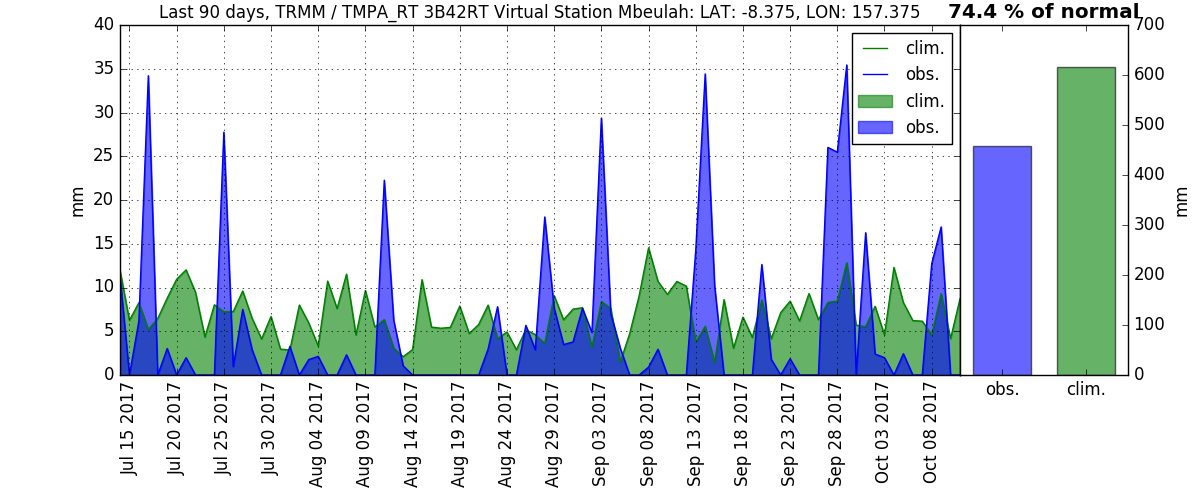 Last 90 days, TRMM / TMPA_RT 3B42RT Virtual Station Mbeulah: LAT: -8.375, LON: 157.375
74.4 % of normal
40
35
30
25
20
15
10
5
0
mm
clim.
obs.
clim.
obs.
Jul 15 2017
Jul 20 2017
Jul 25 2017
Jul 30 2017
Aug 04 2017
Aug 09 2017
Aug 14 2017
Aug 19 2017
Aug 24 2017
Aug 29 2017
Sep 03 2017
Sep 08 2017
Sep 13 2017
Sep 18 2017
Sep 23 2017
Sep 28 2017
Oct 03 2017
Oct 08 2017
700
600
500
400
300
200
100
0
mm
obs.
clim.